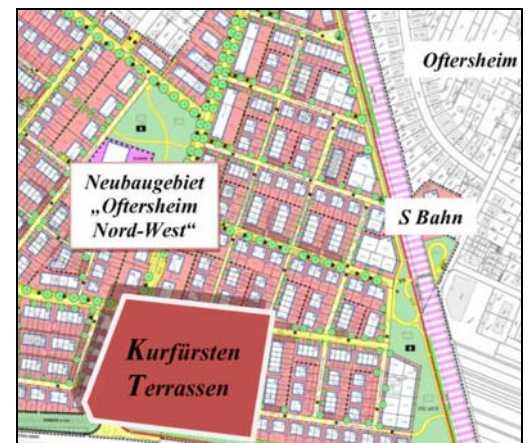 Oftersheim
Neubaugebiet
„Oftersheim
Nord-West“
S Bahn
Kurfürsten
Terrassen